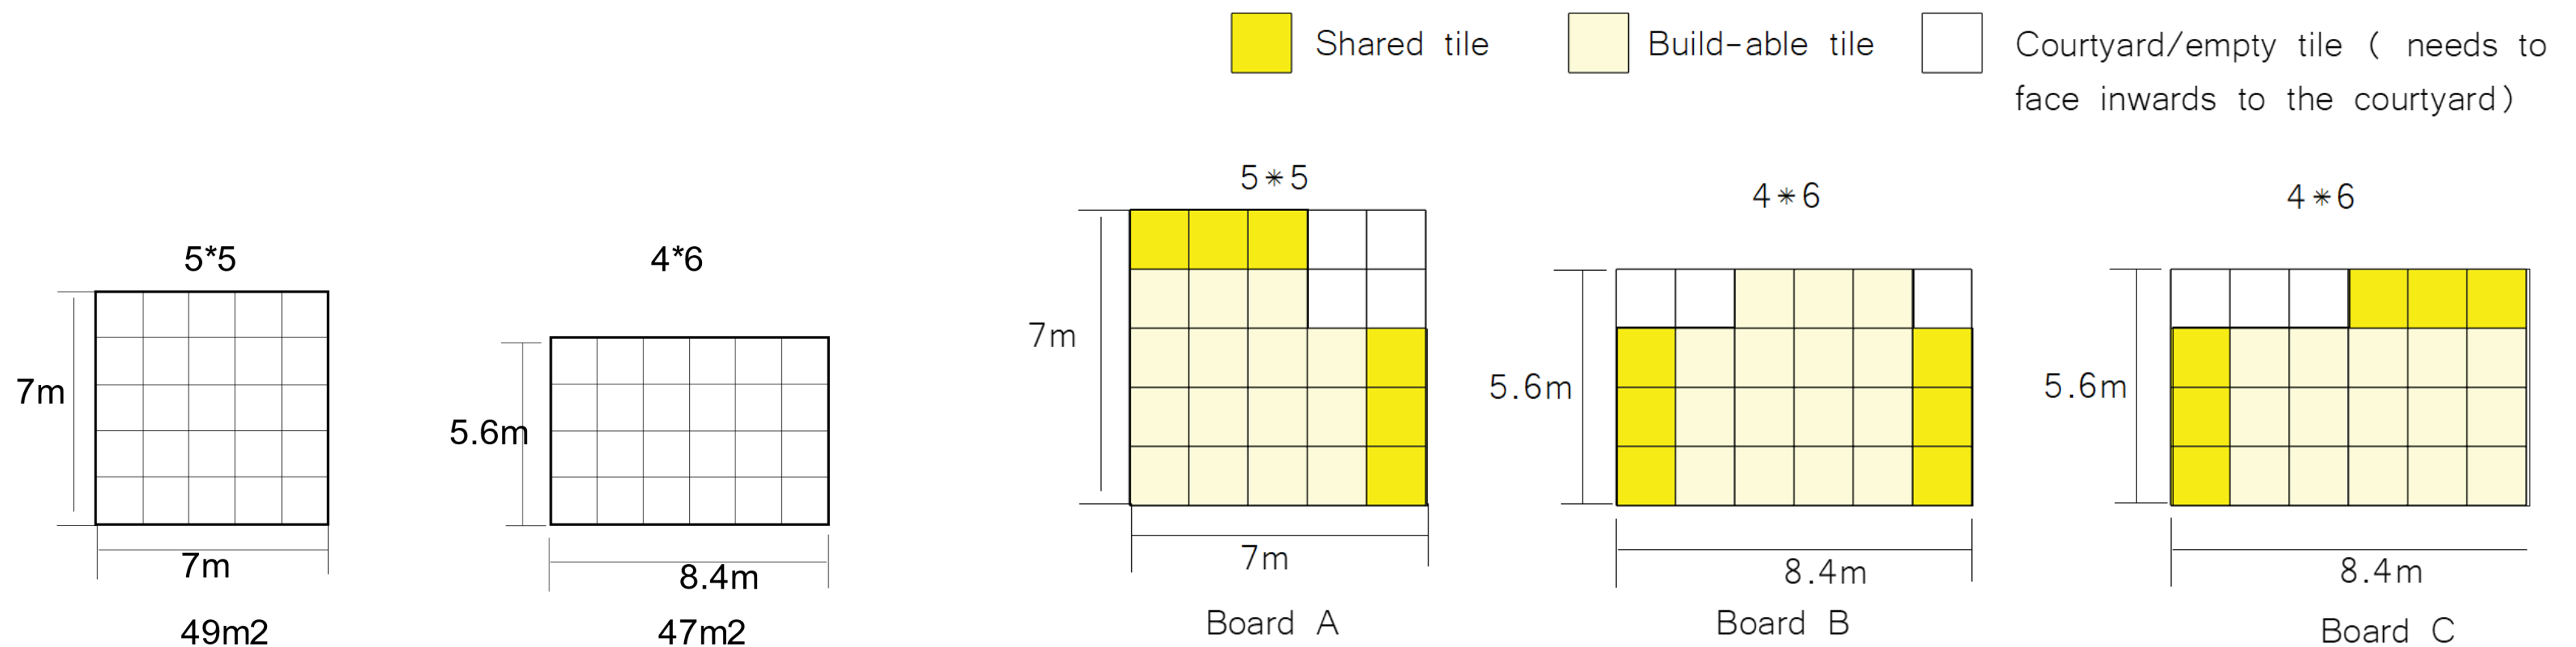 Shared tile
Build-able tile
Courtyard/empty tile ( needs to
face inwards to the courtyard)
5*5
7m
7m
49m2
4*6
5.6m
8.4m
47m2
5*5
7m
7m
Board A
4*6
5.6m
8.4m
Board B
4*6
5.6m
8.4m
Board C